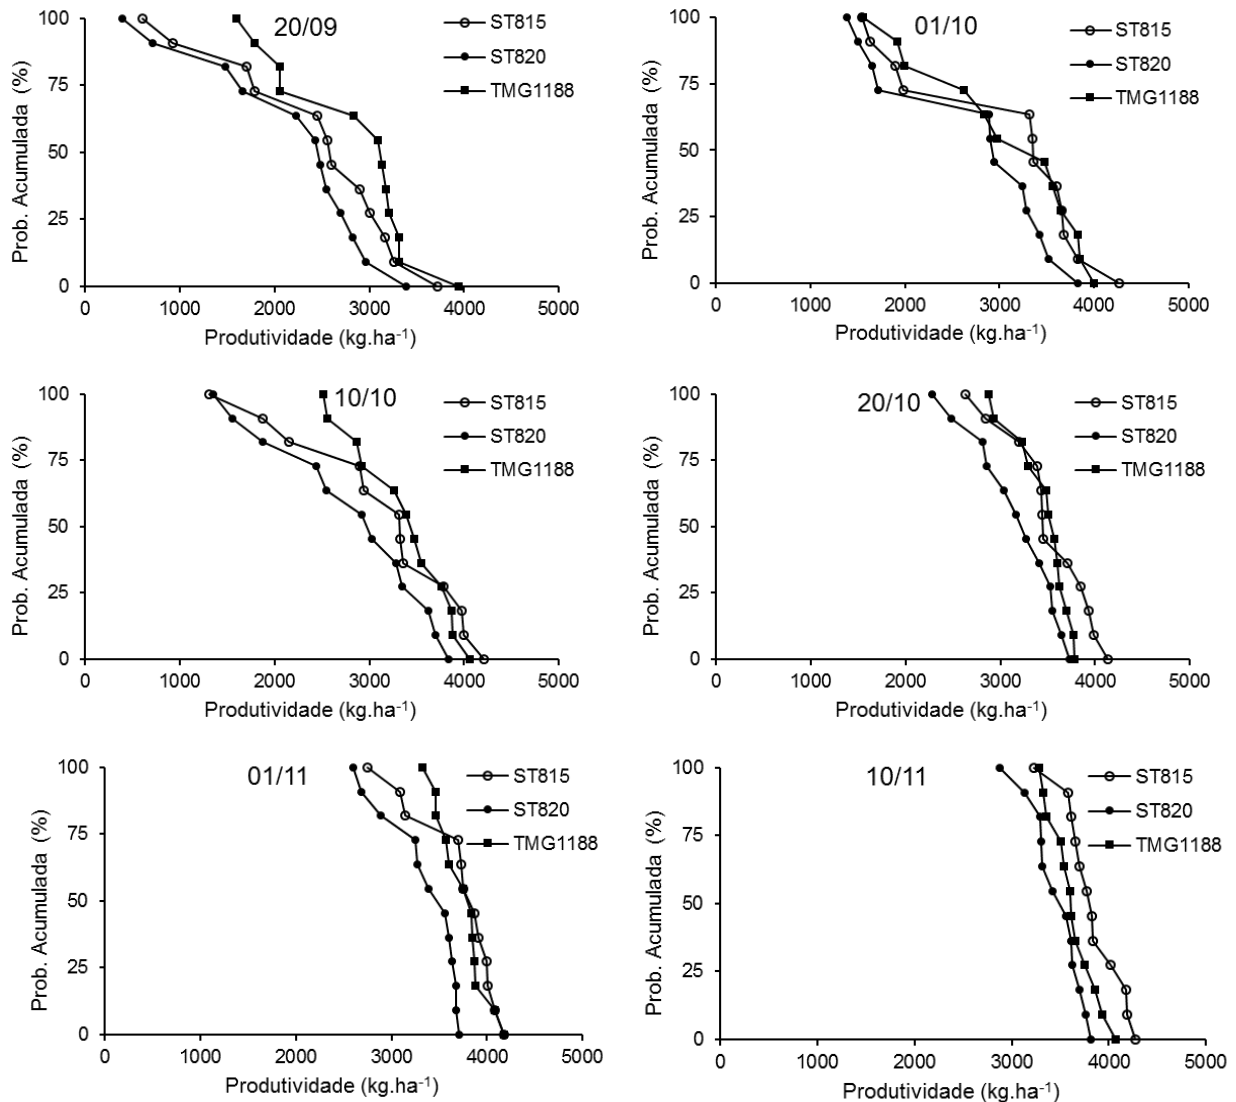 20/09
ST815
ST820
TMG1188
Prob. Acumulada (%)
100
75
50
25
0
0 1000 2000 3000 4000 5000
Produtividade (kg.ha⁻¹)
01/10
ST815
ST820
TMG1188
Prob. Acumulada (%)
100
75
50
25
0
0 1000 2000 3000 4000 5000
Produtividade (kg.ha⁻¹)
10/10
ST815
ST820
TMG1188
Prob. Acumulada (%)
100
75
50
25
0
0 1000 2000 3000 4000 5000
Produtividade (kg.ha⁻¹)
20/10
ST815
ST820
TMG1188
Prob. Acumulada (%)
100
75
50
25
0
0 1000 2000 3000 4000 5000
Produtividade (kg.ha⁻¹)
01/11
ST815
ST820
TMG1188
Prob. Acumulada (%)
100
75
50
25
0
0 1000 2000 3000 4000 5000
Produtividade (kg.ha⁻¹)
10/11
ST815
ST820
TMG1188
Prob. Acumulada (%)
100
75
50
25
0
0 1000 2000 3000 4000 5000
Produtividade (kg.ha⁻¹)